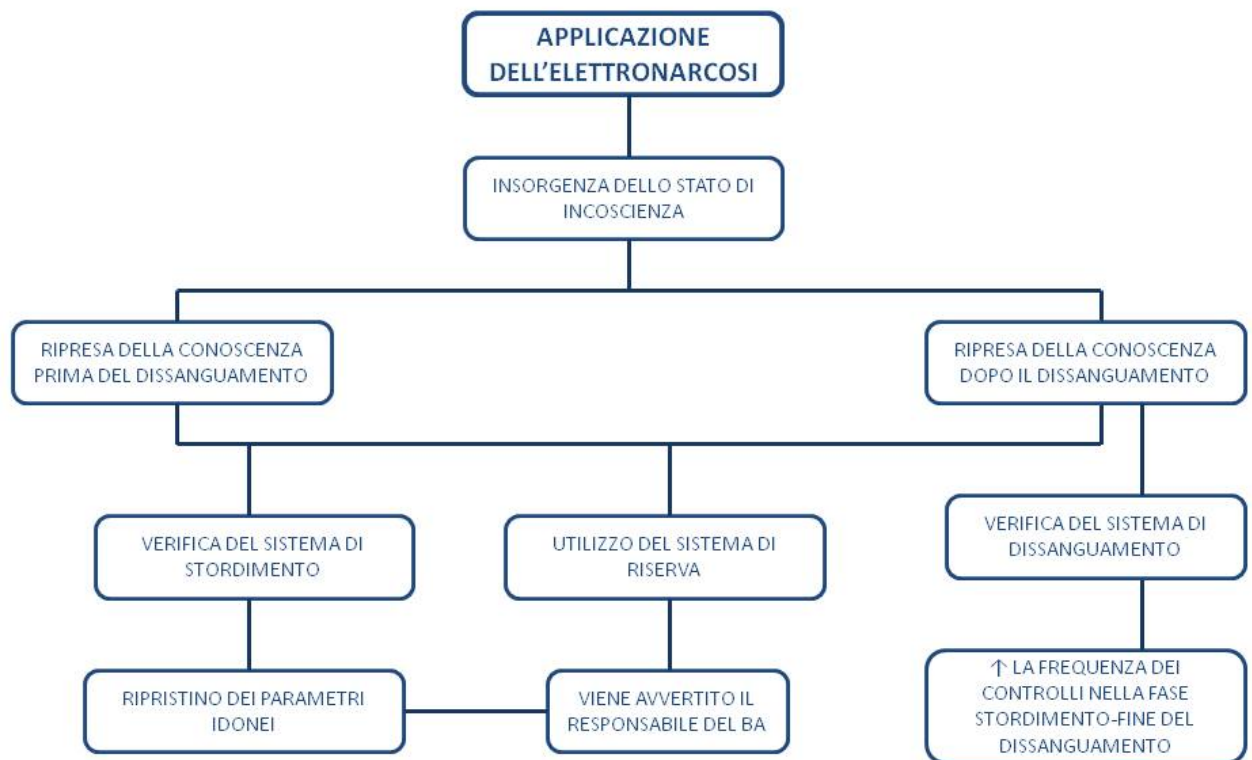 APPLICAZIONE
DELL'ELETTRONARCOSI
INSORGENZA DELLO STATO DI
INCOSCIENZA
RIPRESA DELLA CONOSCENZA
PRIMA DEL DISSANGUAMENTO
RIPRESA DELLA CONOSCENZA
DOPO IL DISSANGUAMENTO
VERIFICA DEL SISTEMA DI
STORDIMENTO
UTILIZZO DEL SISTEMA DI
RISERVA
VERIFICA DEL SISTEMA DI
DISSANGUAMENTO
RIPRISTINO DEI PARAMETRI
IDONEI
VIENE AVVERTITO IL
RESPONSABILE DEL BA
↑ LA FREQUENZA DEI
CONTROLLI NELLA FASE
STORDIMENTO-FINE DEL
DISSANGUAMENTO